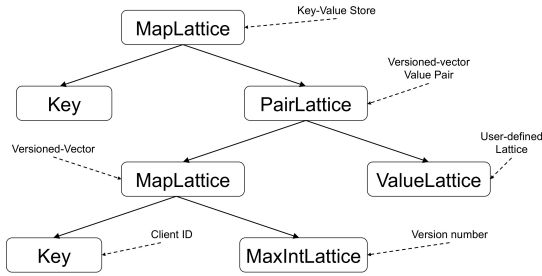 Key-Value Store
MapLattice
Versioned-vector
Value Pair
Key
PairLattice
User-defined
Lattice
Versioned-Vector
MapLattice
ValueLattice
Client ID
Version number
Key
MaxIntLattice